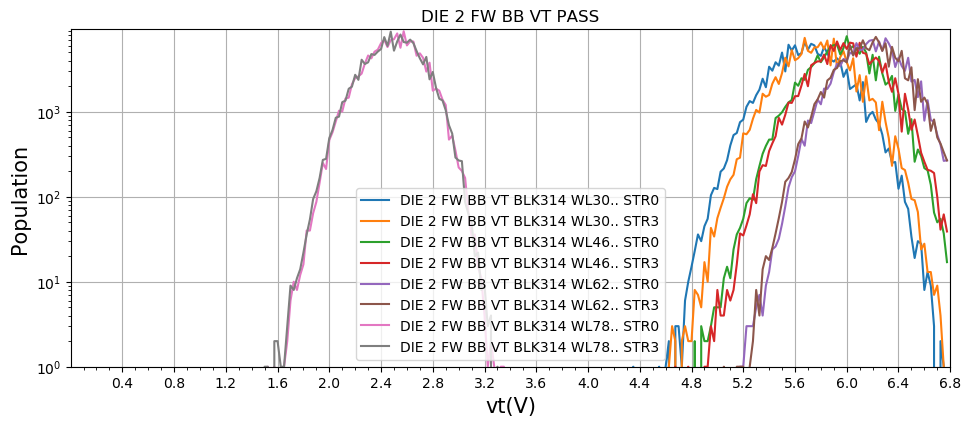 DIE 2 FW BB VT PASS
Population
10^3
10^2
10^1
10^0
DIE 2 FW BB VT BLK314 WL30.. STR0
DIE 2 FW BB VT BLK314 WL30.. STR3
DIE 2 FW BB VT BLK314 WL46.. STR0
DIE 2 FW BB VT BLK314 WL46.. STR3
DIE 2 FW BB VT BLK314 WL62.. STR0
DIE 2 FW BB VT BLK314 WL62.. STR3
DIE 2 FW BB VT BLK314 WL78.. STR0
DIE 2 FW BB VT BLK314 WL78.. STR3
0.4 0.8 1.2 1.6 2.0 2.4 2.8 3.2 3.6 4.0 4.4 4.8 5.2 5.6 6.0 6.4 6.8
vt(V)